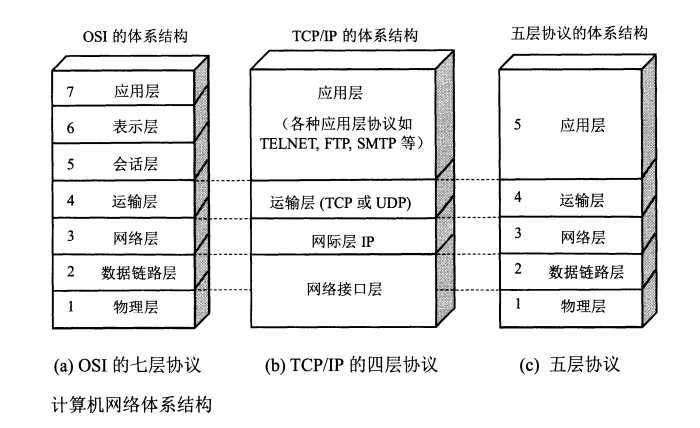 OSI 的体系结构
TCP/IP 的体系结构
五层协议的体系结构
7 应用层
6 表示层
5 会话层
4 运输层
3 网络层
2 数据链路层
1 物理层
应用层
(各种应用层协议如
TELNET, FTP, SMTP 等)
运输层 (TCP 或 UDP)
网际层 IP
网络接口层
5 应用层
4 运输层
3 网络层
2 数据链路层
1 物理层
(a) OSI 的七层协议
(b) TCP/IP 的四层协议
(c) 五层协议
计算机网络体系结构